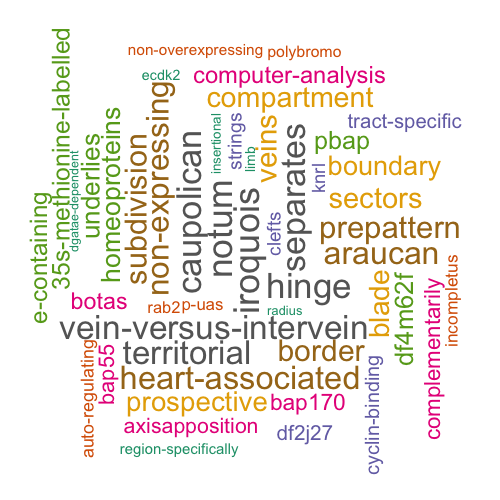 non-overexpressing
polybromo
ecdk2
computer-analysis
compartment
35s-methionine-labelled
non-expressing
insertional
strings
veins
tract-specific
dgatae-dependent
underlies
homeoproteins
subdivision
caupolican
notum
limb
separates
pbap
knrl
boundary
sectors
e-containing
iroquois
clefts
prepattern
araucan
hinge
botas
rab2
p-uas
radius
blade
df4m62f
complementarily
incompletus
vein-versus-intervein
territorial
border
auto-regulating
bap55
heart-associated
prospective
bap170
cyclin-binding
axisapposition
df2j27
region-specifically